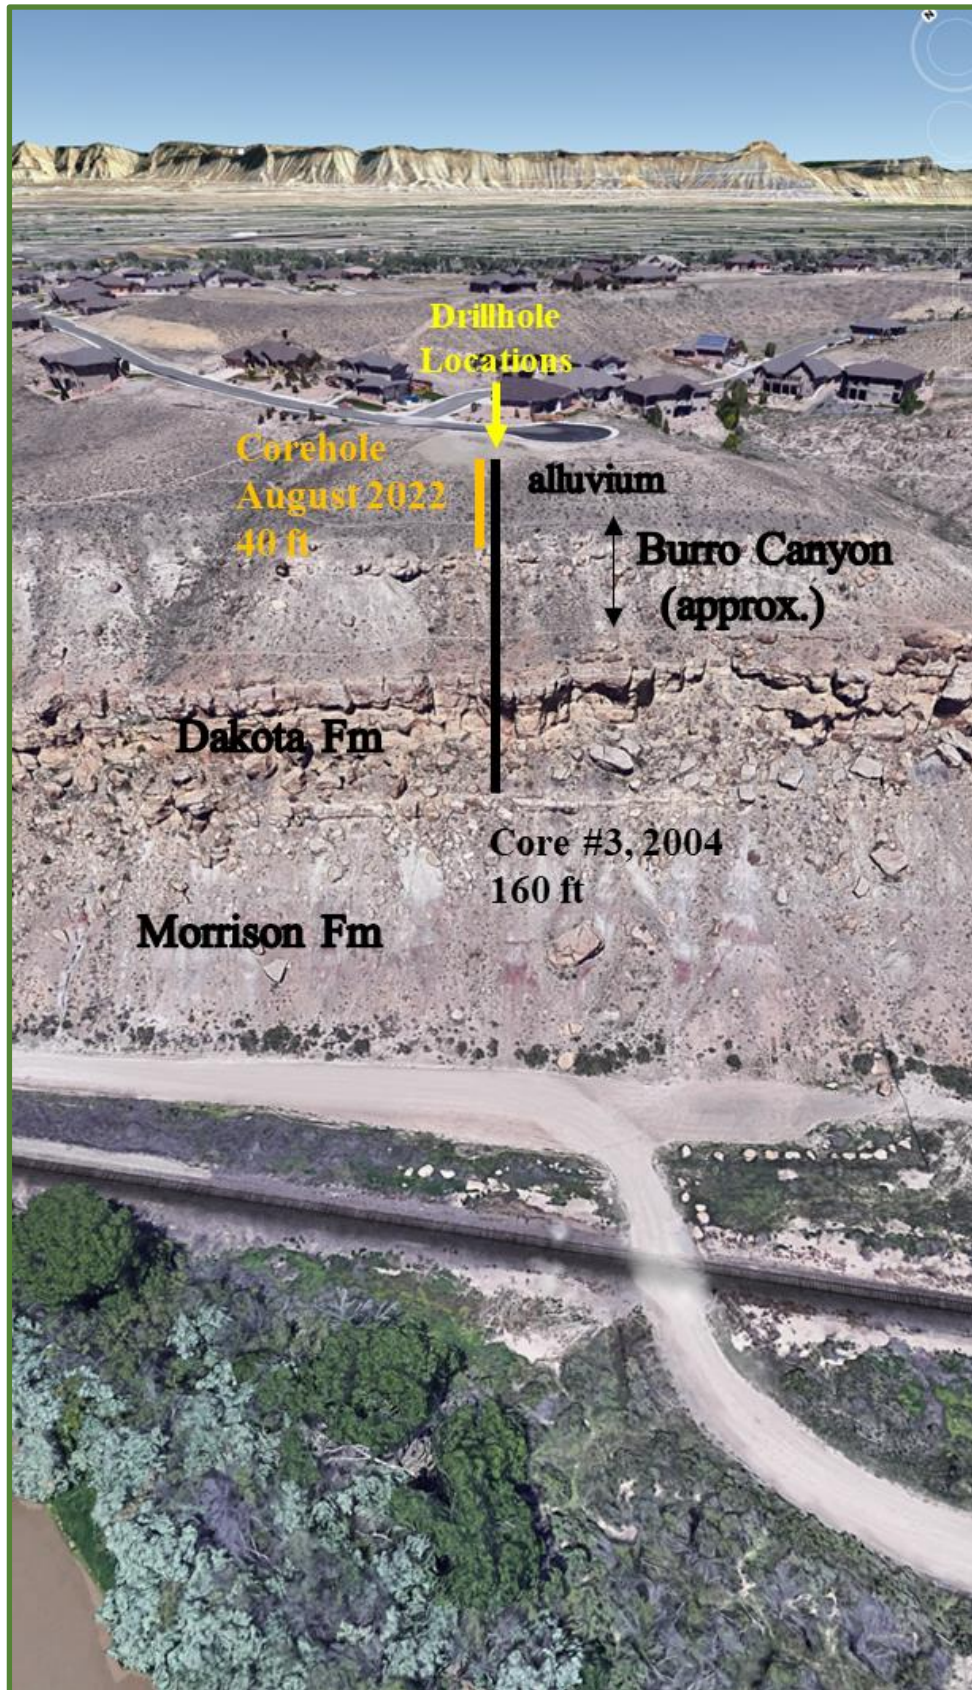 N
Drillhole
Locations
Corehole
August 2022
40 ft
alluvium
Burro Canyon
(approx.)
Dakota Fm
Core #3, 2004
160 ft
Morrison Fm